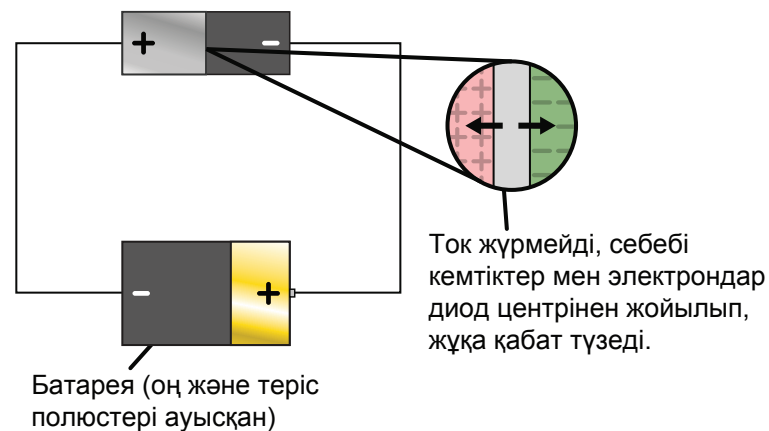 + -
Ток жүрмейді, себебі
кемтіктер мен электрондар
диод центрінен жойылып,
жұқа қабат түзеді.
- +
Батарея (оң және теріс
полюстері ауысқан)